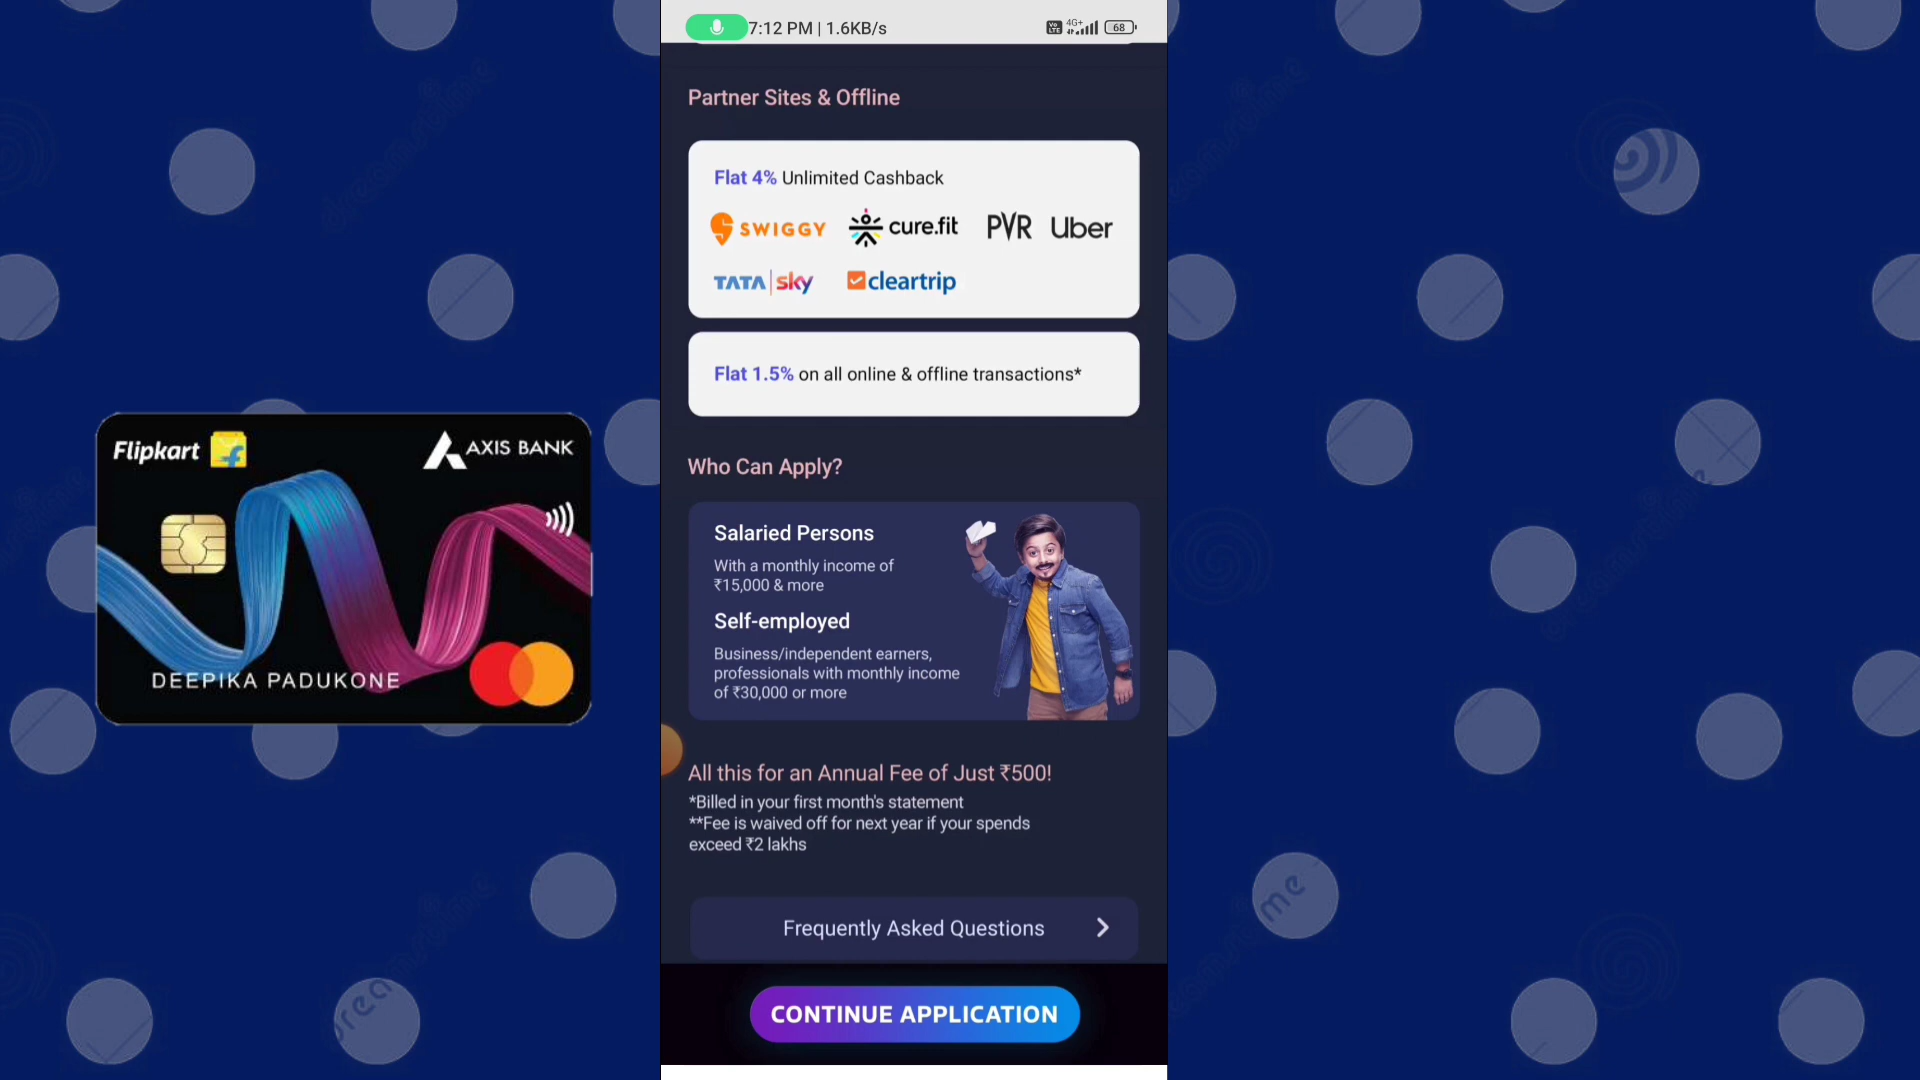 7:12 PM | 1.6KB/s
4G+
68
Partner Sites & Offline
Flat 4% Unlimited Cashback
SWIGGY cure.fit PVR Uber
TATA sky cleartrip
Flat 1.5% on all online & offline transactions*
Flipkart AXIS BANK
DEEPIKA PADUKONE
Who Can Apply?
Salaried Persons
With a monthly income of
₹15,000 & more
Self-employed
Business/independent earners,
professionals with monthly income
of ₹30,000 or more
All this for an Annual Fee of Just ₹500!
*Billed in your first month's statement
**Fee is waived off for next year if your spends
exceed ₹2 lakhs
Frequently Asked Questions
CONTINUE APPLICATION